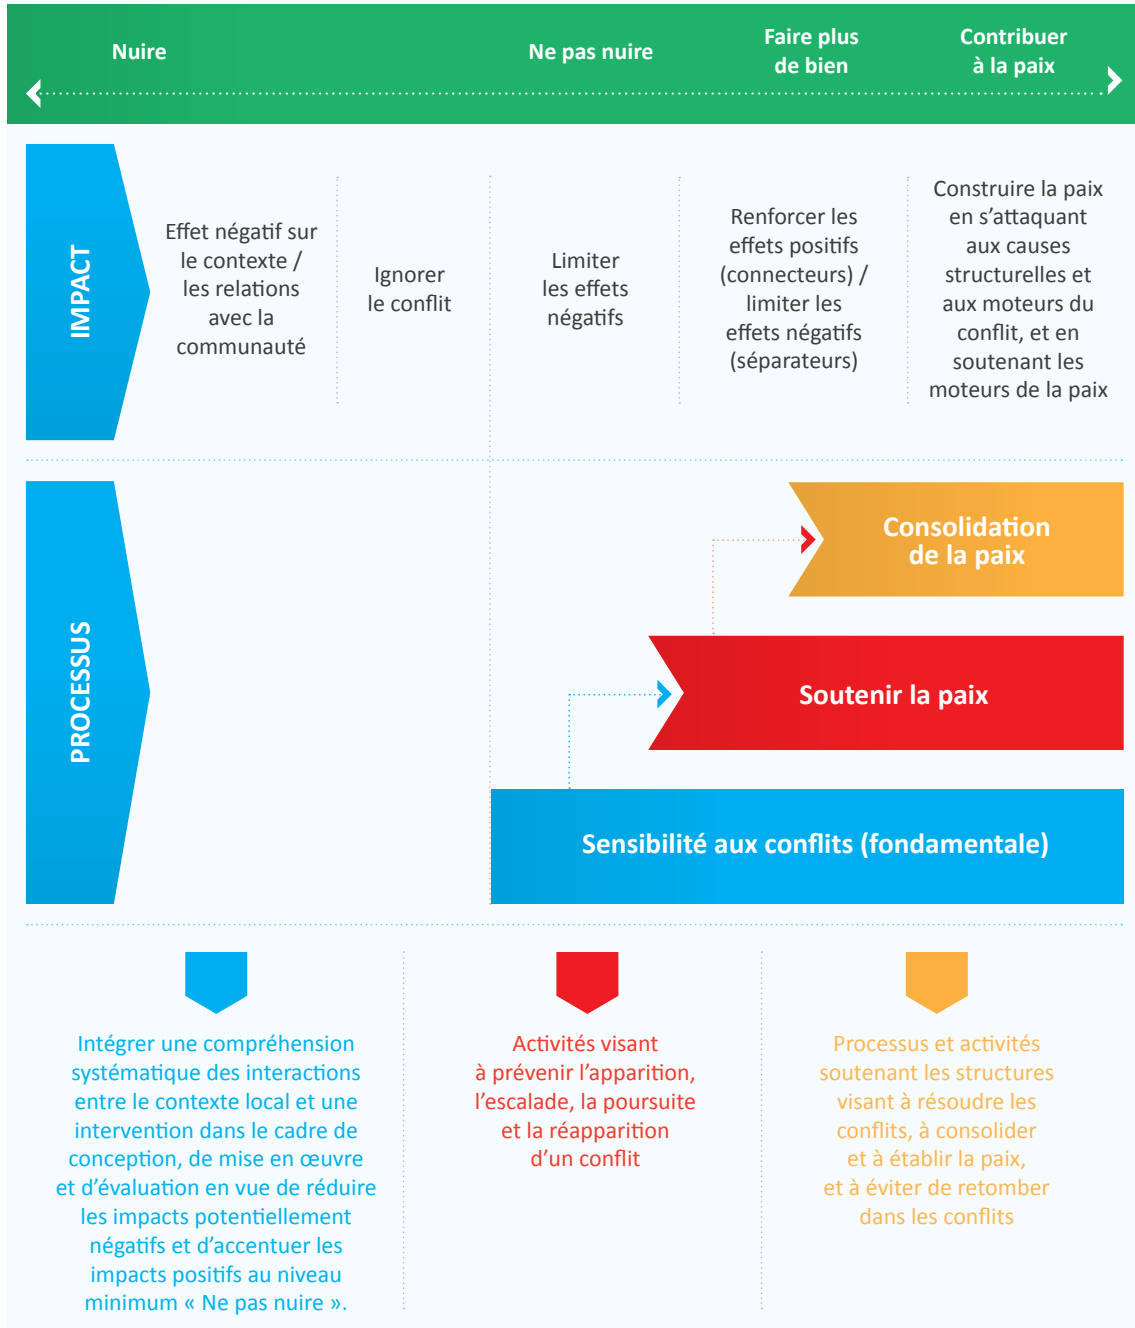 Nuire
Ne pas nuire
Faire plus
de bien
Contribuer
à la paix
IMPACT
Effet négatif sur
le contexte /
les relations
avec la
communauté
Ignorer
le conflit
Limiter
les effets
négatifs
Renforcer les
effets positifs
(connecteurs) /
limiter les
effets négatifs
(séparateurs)
Construire la paix
en s’attaquant
aux causes
structurelles et
aux moteurs du
conflit, et en
soutenant les
moteurs de la paix
PROCESSUS
Consolidation
de la paix
Soutenir la paix
Sensibilité aux conflits (fondamentale)
Intégrer une compréhension
systématique des interactions
entre le contexte local et une
intervention dans le cadre de
conception, de mise en œuvre
et d’évaluation en vue de réduire
les impacts potentiellement
négatifs et d’accentuer les
impacts positifs au niveau
minimum « Ne pas nuire ».
Activités visant
à prévenir l’apparition,
l’escalade, la poursuite
et la réapparition
d’un conflit
Processus et activités
soutenant les structures
visant à résoudre les
conflits, à consolider
et à établir la paix,
et à éviter de retomber
dans les conflits